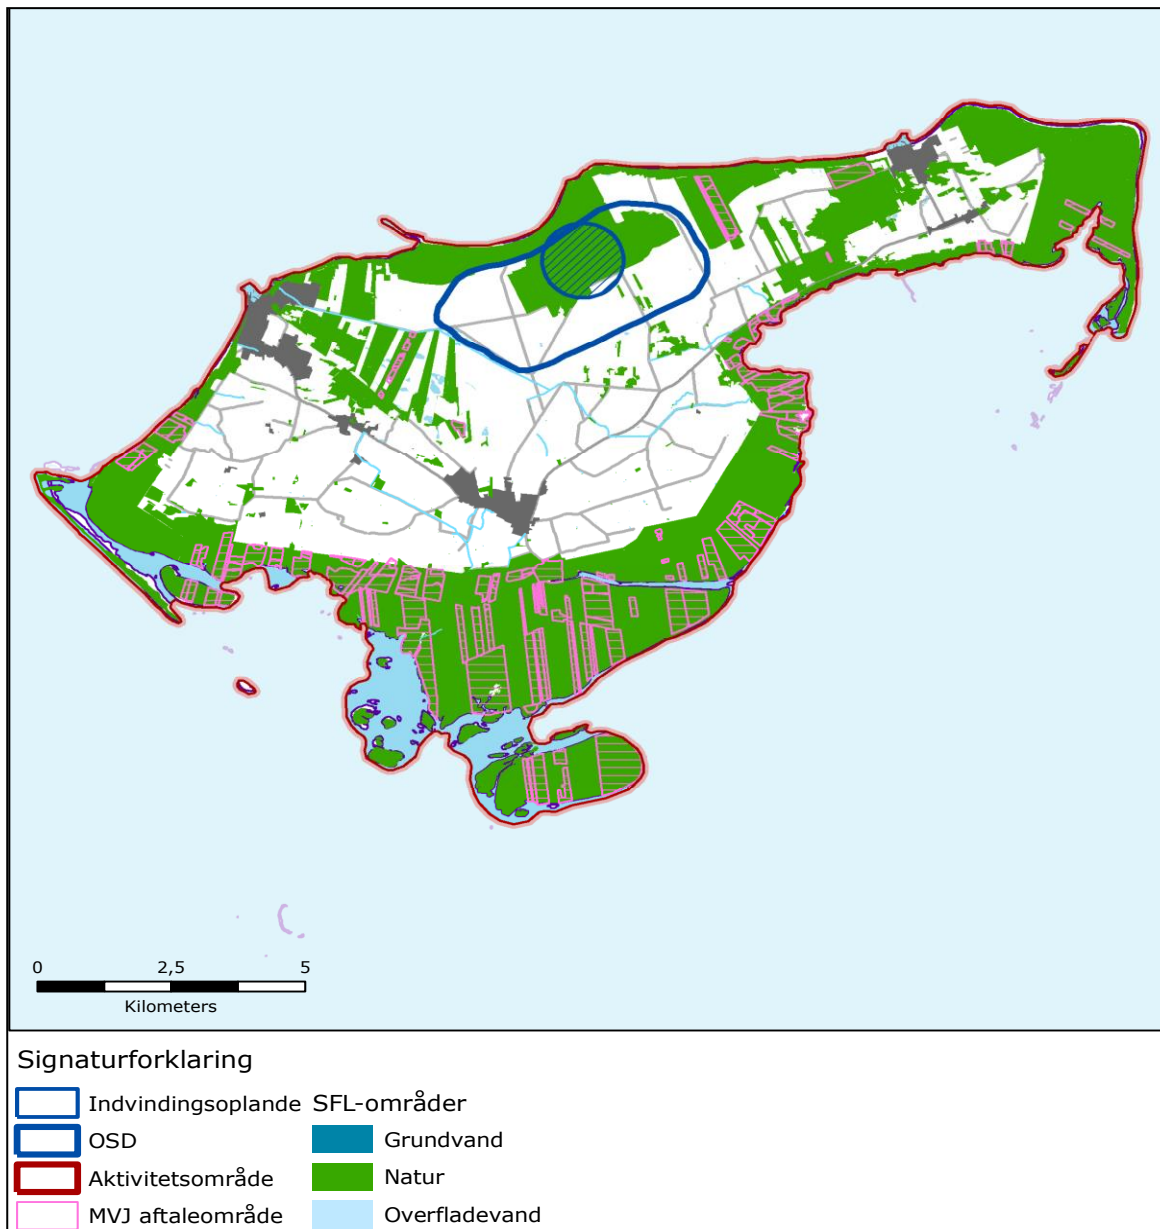 0 2,5 5
Kilometers
Signaturforklaring
Indvindingsoplande
OSD
Aktivitetsområde
MVJ aftaleområde
SFL-områder
Grundvand
Natur
Overfladevand